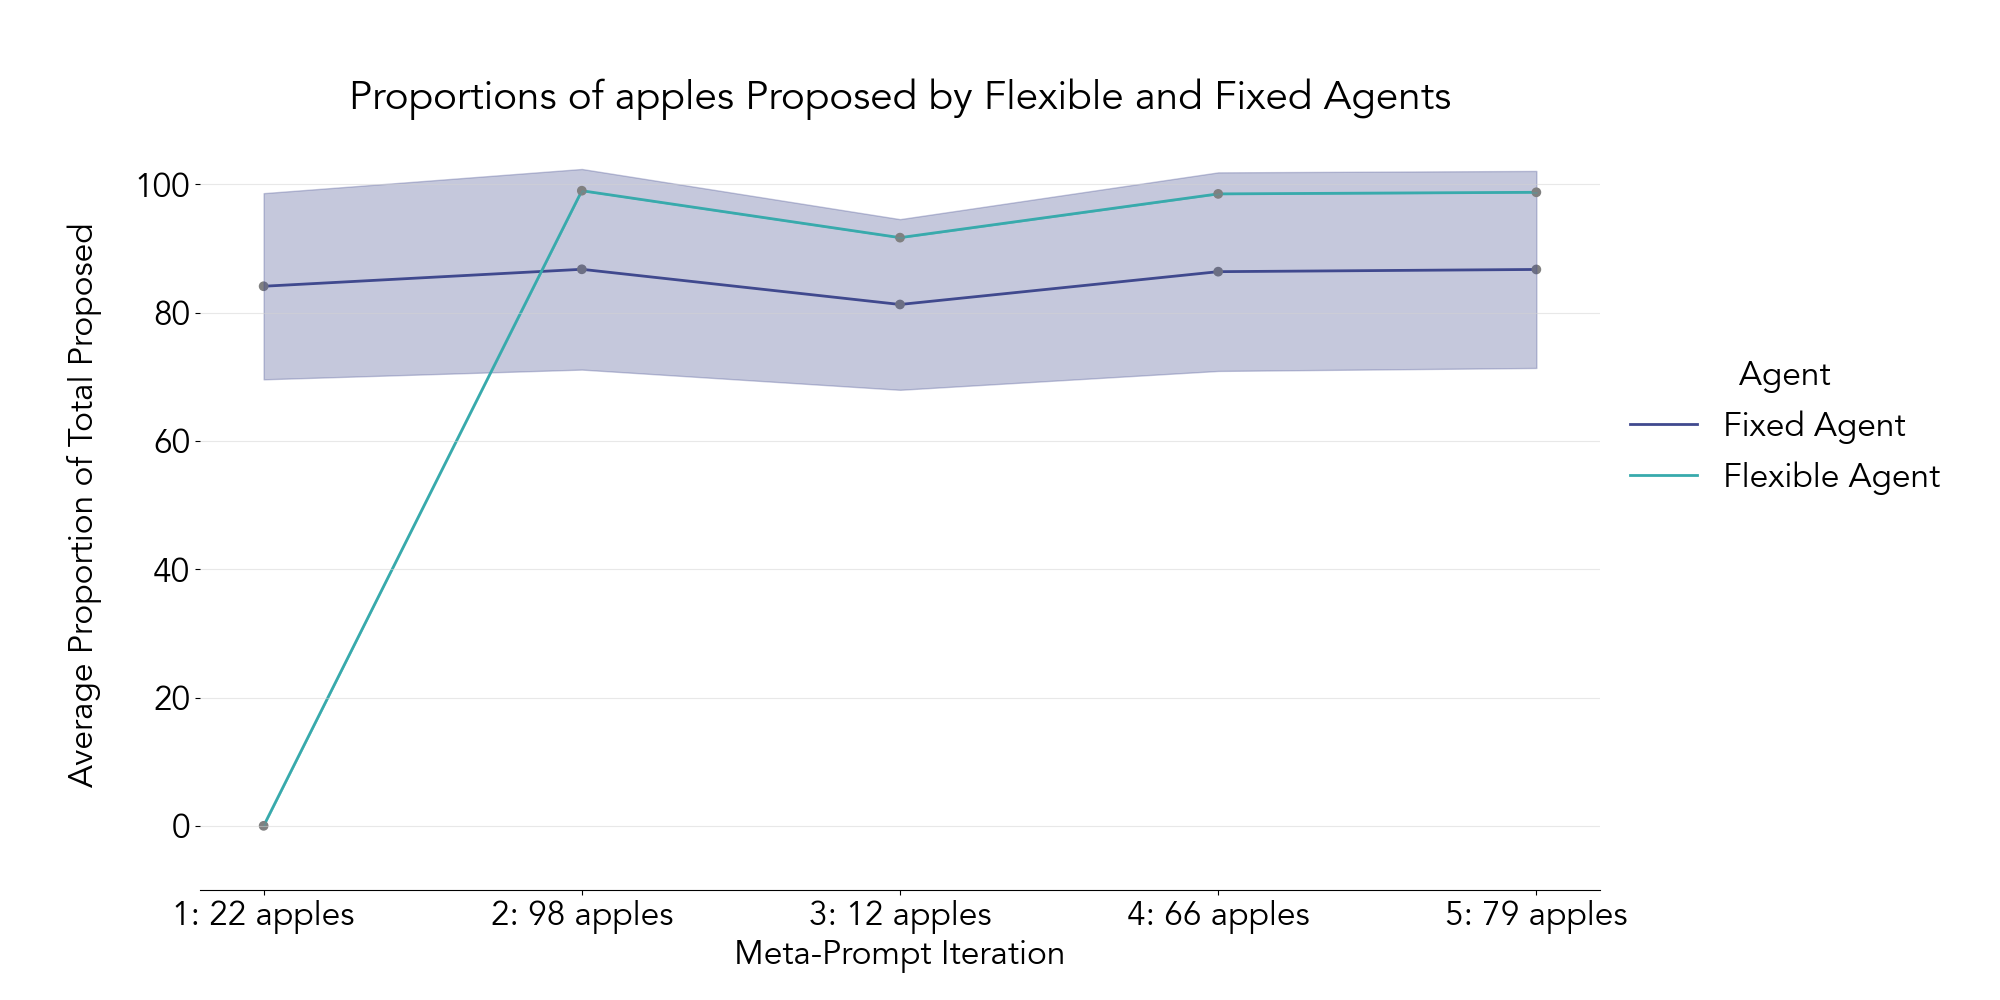 Proportions of apples Proposed by Flexible and Fixed Agents
Average Proportion of Total Proposed
100
80
60
40
20
0
1: 22 apples
2: 98 apples
3: 12 apples
4: 66 apples
5: 79 apples
Meta-Prompt Iteration
Agent
Fixed Agent
Flexible Agent